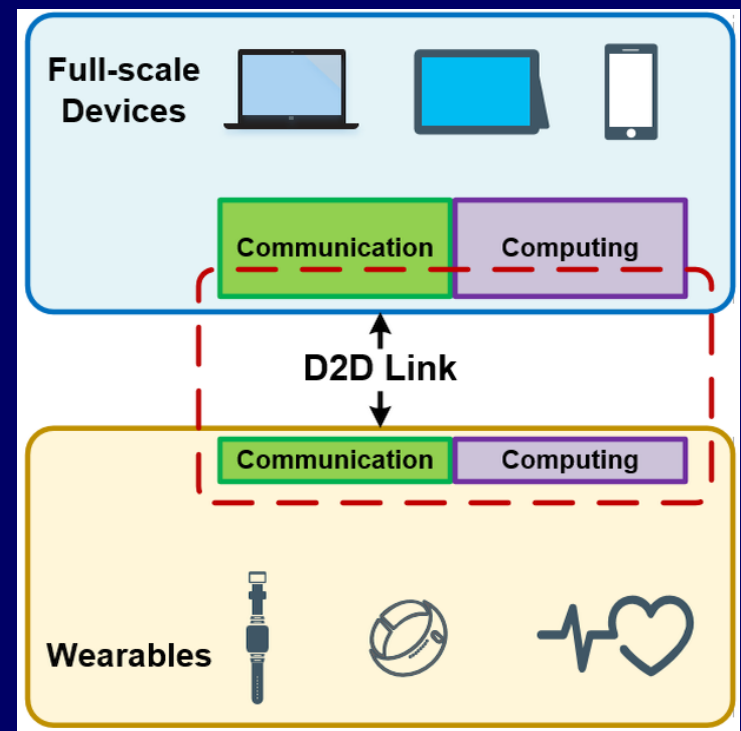 Full-scale
Devices
Communication
Computing
D2D Link
Communication
Computing
Wearables